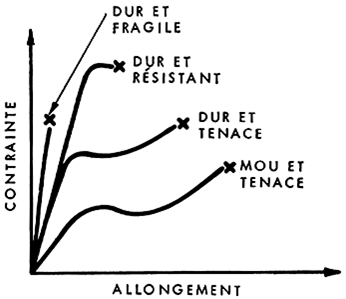 DUR ET
FRAGILE
DUR ET
RÉSISTANT
DUR ET
TENACE
MOU ET
TENACE
CONTRAINTE
ALLONGEMENT